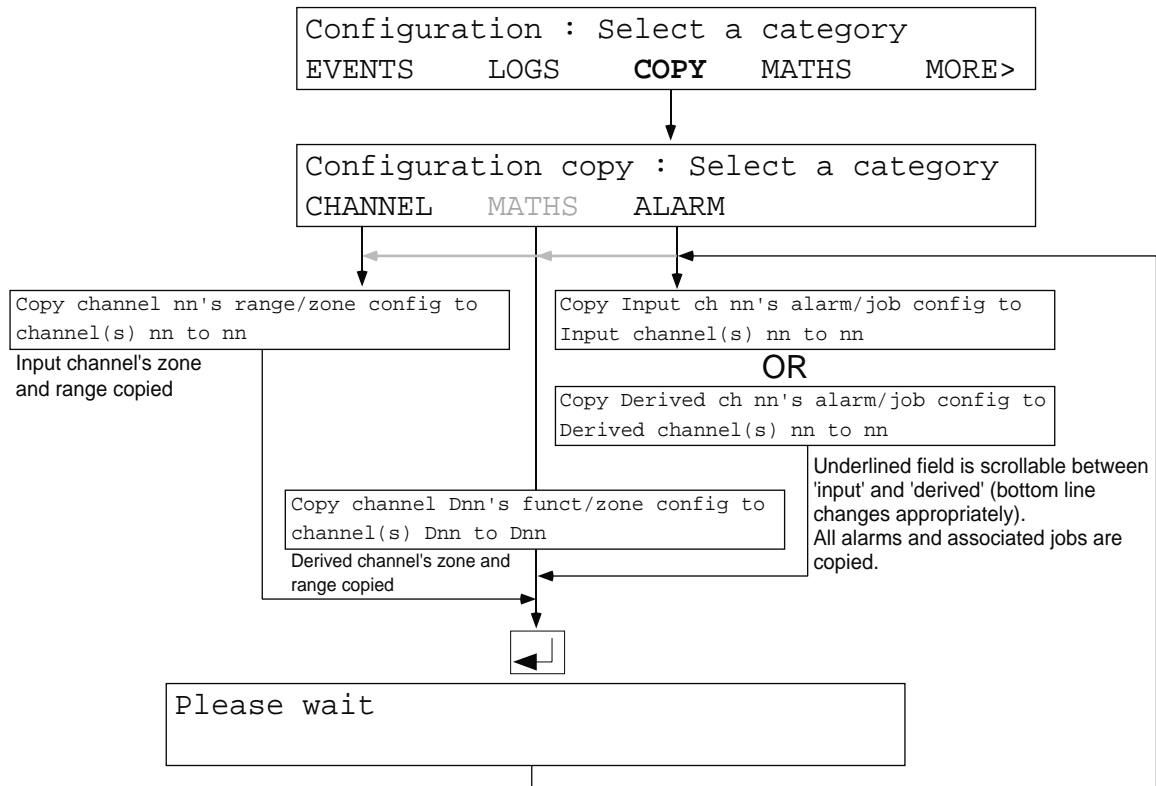 Configuration : Select a category
EVENTS LOGS COPY MATHS MORE>
Configuration copy : Select a category
CHANNEL MATHS ALARM
Copy channel nn's range/zone config to
channel(s) nn to nn
Input channel's zone
and range copied
Copy Input ch nn's alarm/job config to
Input channel(s) nn to nn
OR
Copy Derived ch nn's alarm/job config to
Derived channel(s) nn to nn
Underlined field is scrollable between
'input' and 'derived' (bottom line
changes appropriately).
All alarms and associated jobs are
copied.
Copy channel Dnn's funct/zone config to
channel(s) Dnn to Dnn
Derived channel's zone and
range copied
Please wait